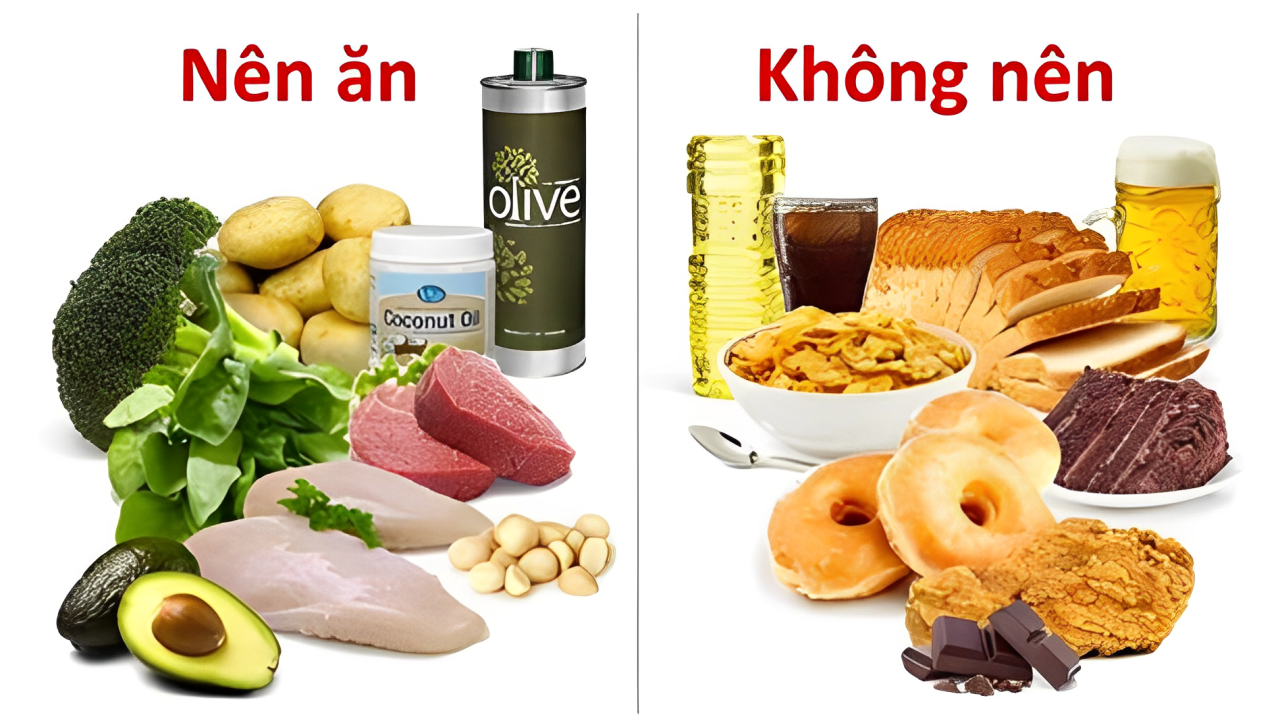 Nên ăn
Không nên
olive
Coconut Oil